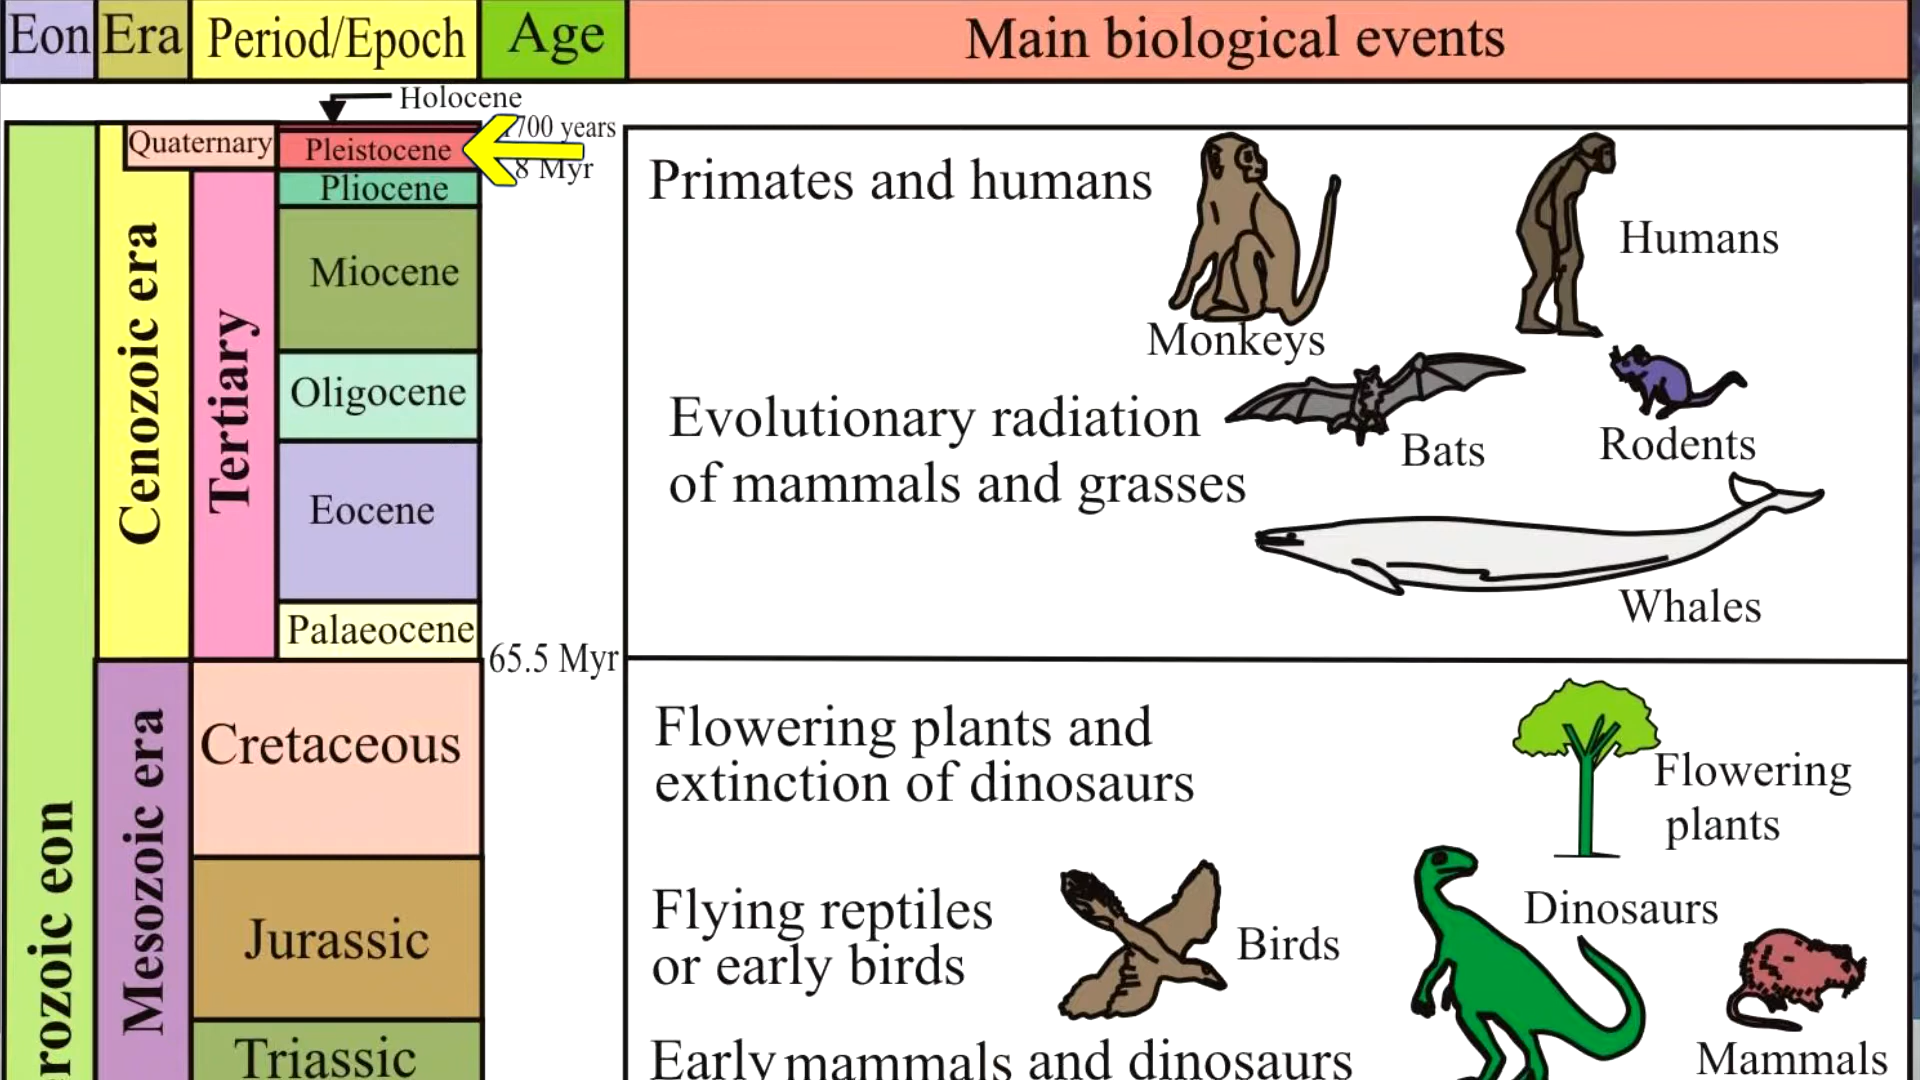 Eon Era Period/Epoch Age Main biological events
Holocene
Quaternary
Pleistocene
700 years
8 Myr
Pliocene
Miocene
Oligocene
Eocene
Palaeocene
Cenozoic era
Tertiary
65.5 Myr
Primates and humans
Monkeys
Humans
Evolutionary radiation
of mammals and grasses
Bats
Rodents
Whales
Cretaceous
Jurassic
Triassic
Mesozoic era
rozoic eon
Flowering plants and
extinction of dinosaurs
Flowering
plants
Flying reptiles
or early birds
Birds
Dinosaurs
Early mammals and dinosaurs
Mammals